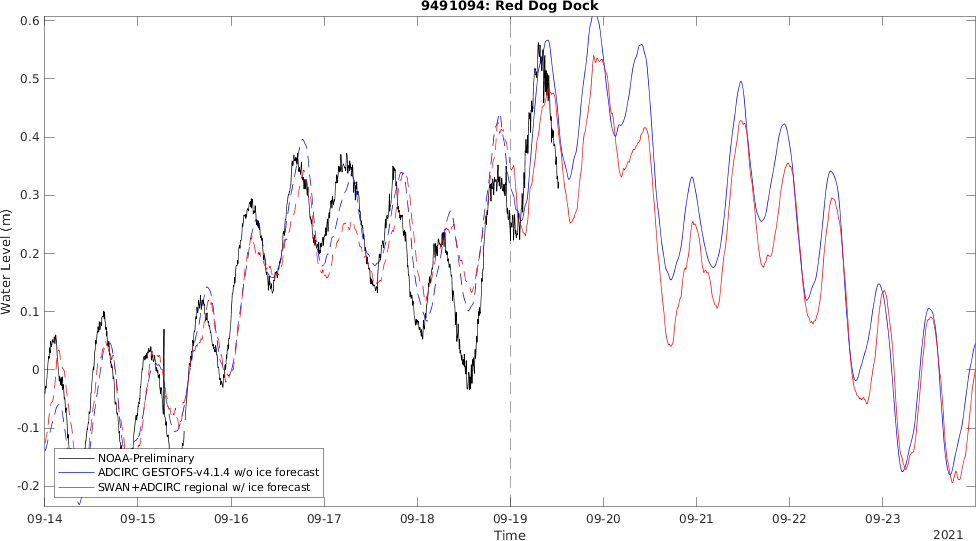 9491094: Red Dog Dock
Water Level (m)
0.6
0.5
0.4
0.3
0.2
0.1
0
-0.1
-0.2
NOAA-Preliminary
ADCIRC GESTOFS-v4.1.4 w/o ice forecast
SWAN+ADCIRC regional w/ ice forecast
09-14 09-15 09-16 09-17 09-18 09-19 09-20 09-21 09-22 09-23
Time
2021